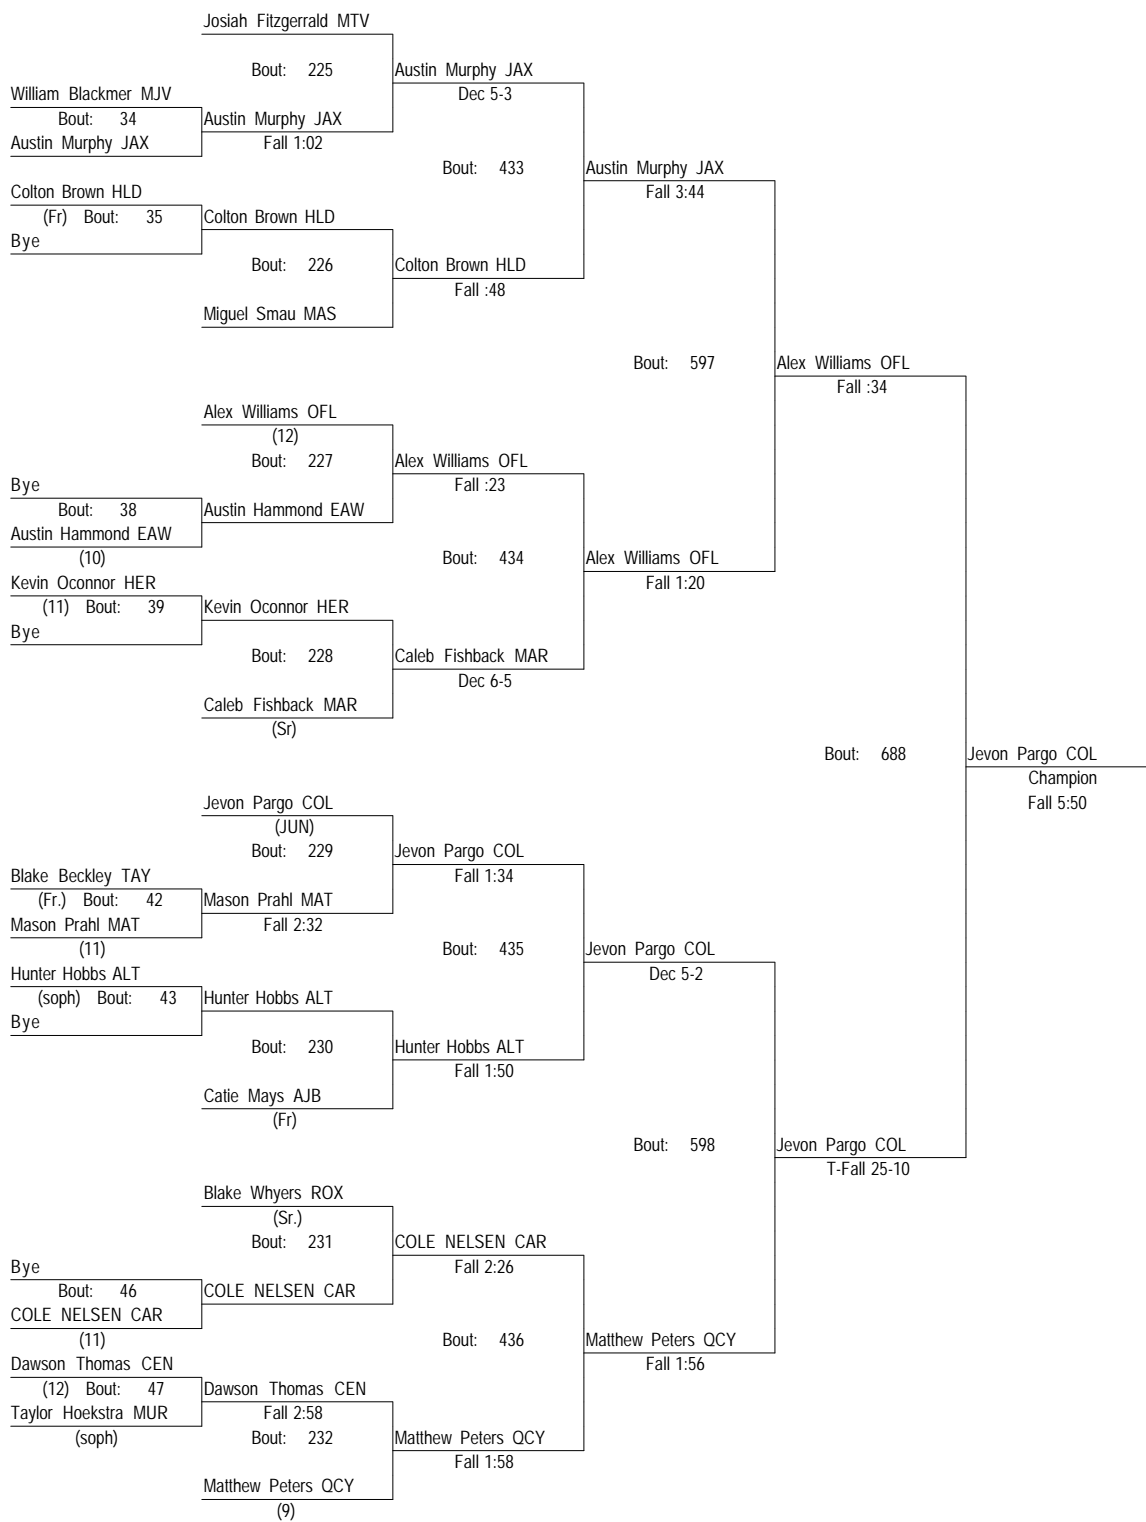 Josiah Fitzgerrald MTV
Bout: 225
Austin Murphy JAX
Dec 5-3
William Blackmer MJV
Bout: 34
Austin Murphy JAX
Austin Murphy JAX
Fall 1:02
Bout: 433
Austin Murphy JAX
Fall 3:44
Colton Brown HLD
(Fr) Bout: 35
Colton Brown HLD
Bye
Bout: 226
Colton Brown HLD
Fall :48
Miguel Smau MAS
Bout: 597
Alex Williams OFL
Fall :34
Alex Williams OFL
(12)
Bout: 227
Alex Williams OFL
Fall :23
Bye
Bout: 38
Austin Hammond EAW
Austin Hammond EAW
(10)
Bout: 434
Alex Williams OFL
Fall 1:20
Kevin Oconnor HER
(11) Bout: 39
Kevin Oconnor HER
Bye
Bout: 228
Caleb Fishback MAR
Dec 6-5
Caleb Fishback MAR
(Sr)
Bout: 688
Jevon Pargo COL
Champion
Fall 5:50
Jevon Pargo COL
(JUN)
Bout: 229
Jevon Pargo COL
Fall 1:34
Blake Beckley TAY
(Fr.) Bout: 42
Mason Prahl MAT
Mason Prahl MAT
Fall 2:32
(11)
Bout: 435
Jevon Pargo COL
Dec 5-2
Hunter Hobbs ALT
(soph) Bout: 43
Hunter Hobbs ALT
Bye
Bout: 230
Hunter Hobbs ALT
Fall 1:50
Catie Mays AJB
(Fr)
Bout: 598
Jevon Pargo COL
T-Fall 25-10
Blake Whyers ROX
(Sr.)
Bout: 231
COLE NELSEN CAR
Fall 2:26
Bye
Bout: 46
COLE NELSEN CAR
COLE NELSEN CAR
(11)
Bout: 436
Matthew Peters QCY
Fall 1:56
Dawson Thomas CEN
(12) Bout: 47
Dawson Thomas CEN
Fall 2:58
Taylor Hoekstra MUR
(soph)
Bout: 232
Matthew Peters QCY
Fall 1:58
Matthew Peters QCY
(9)